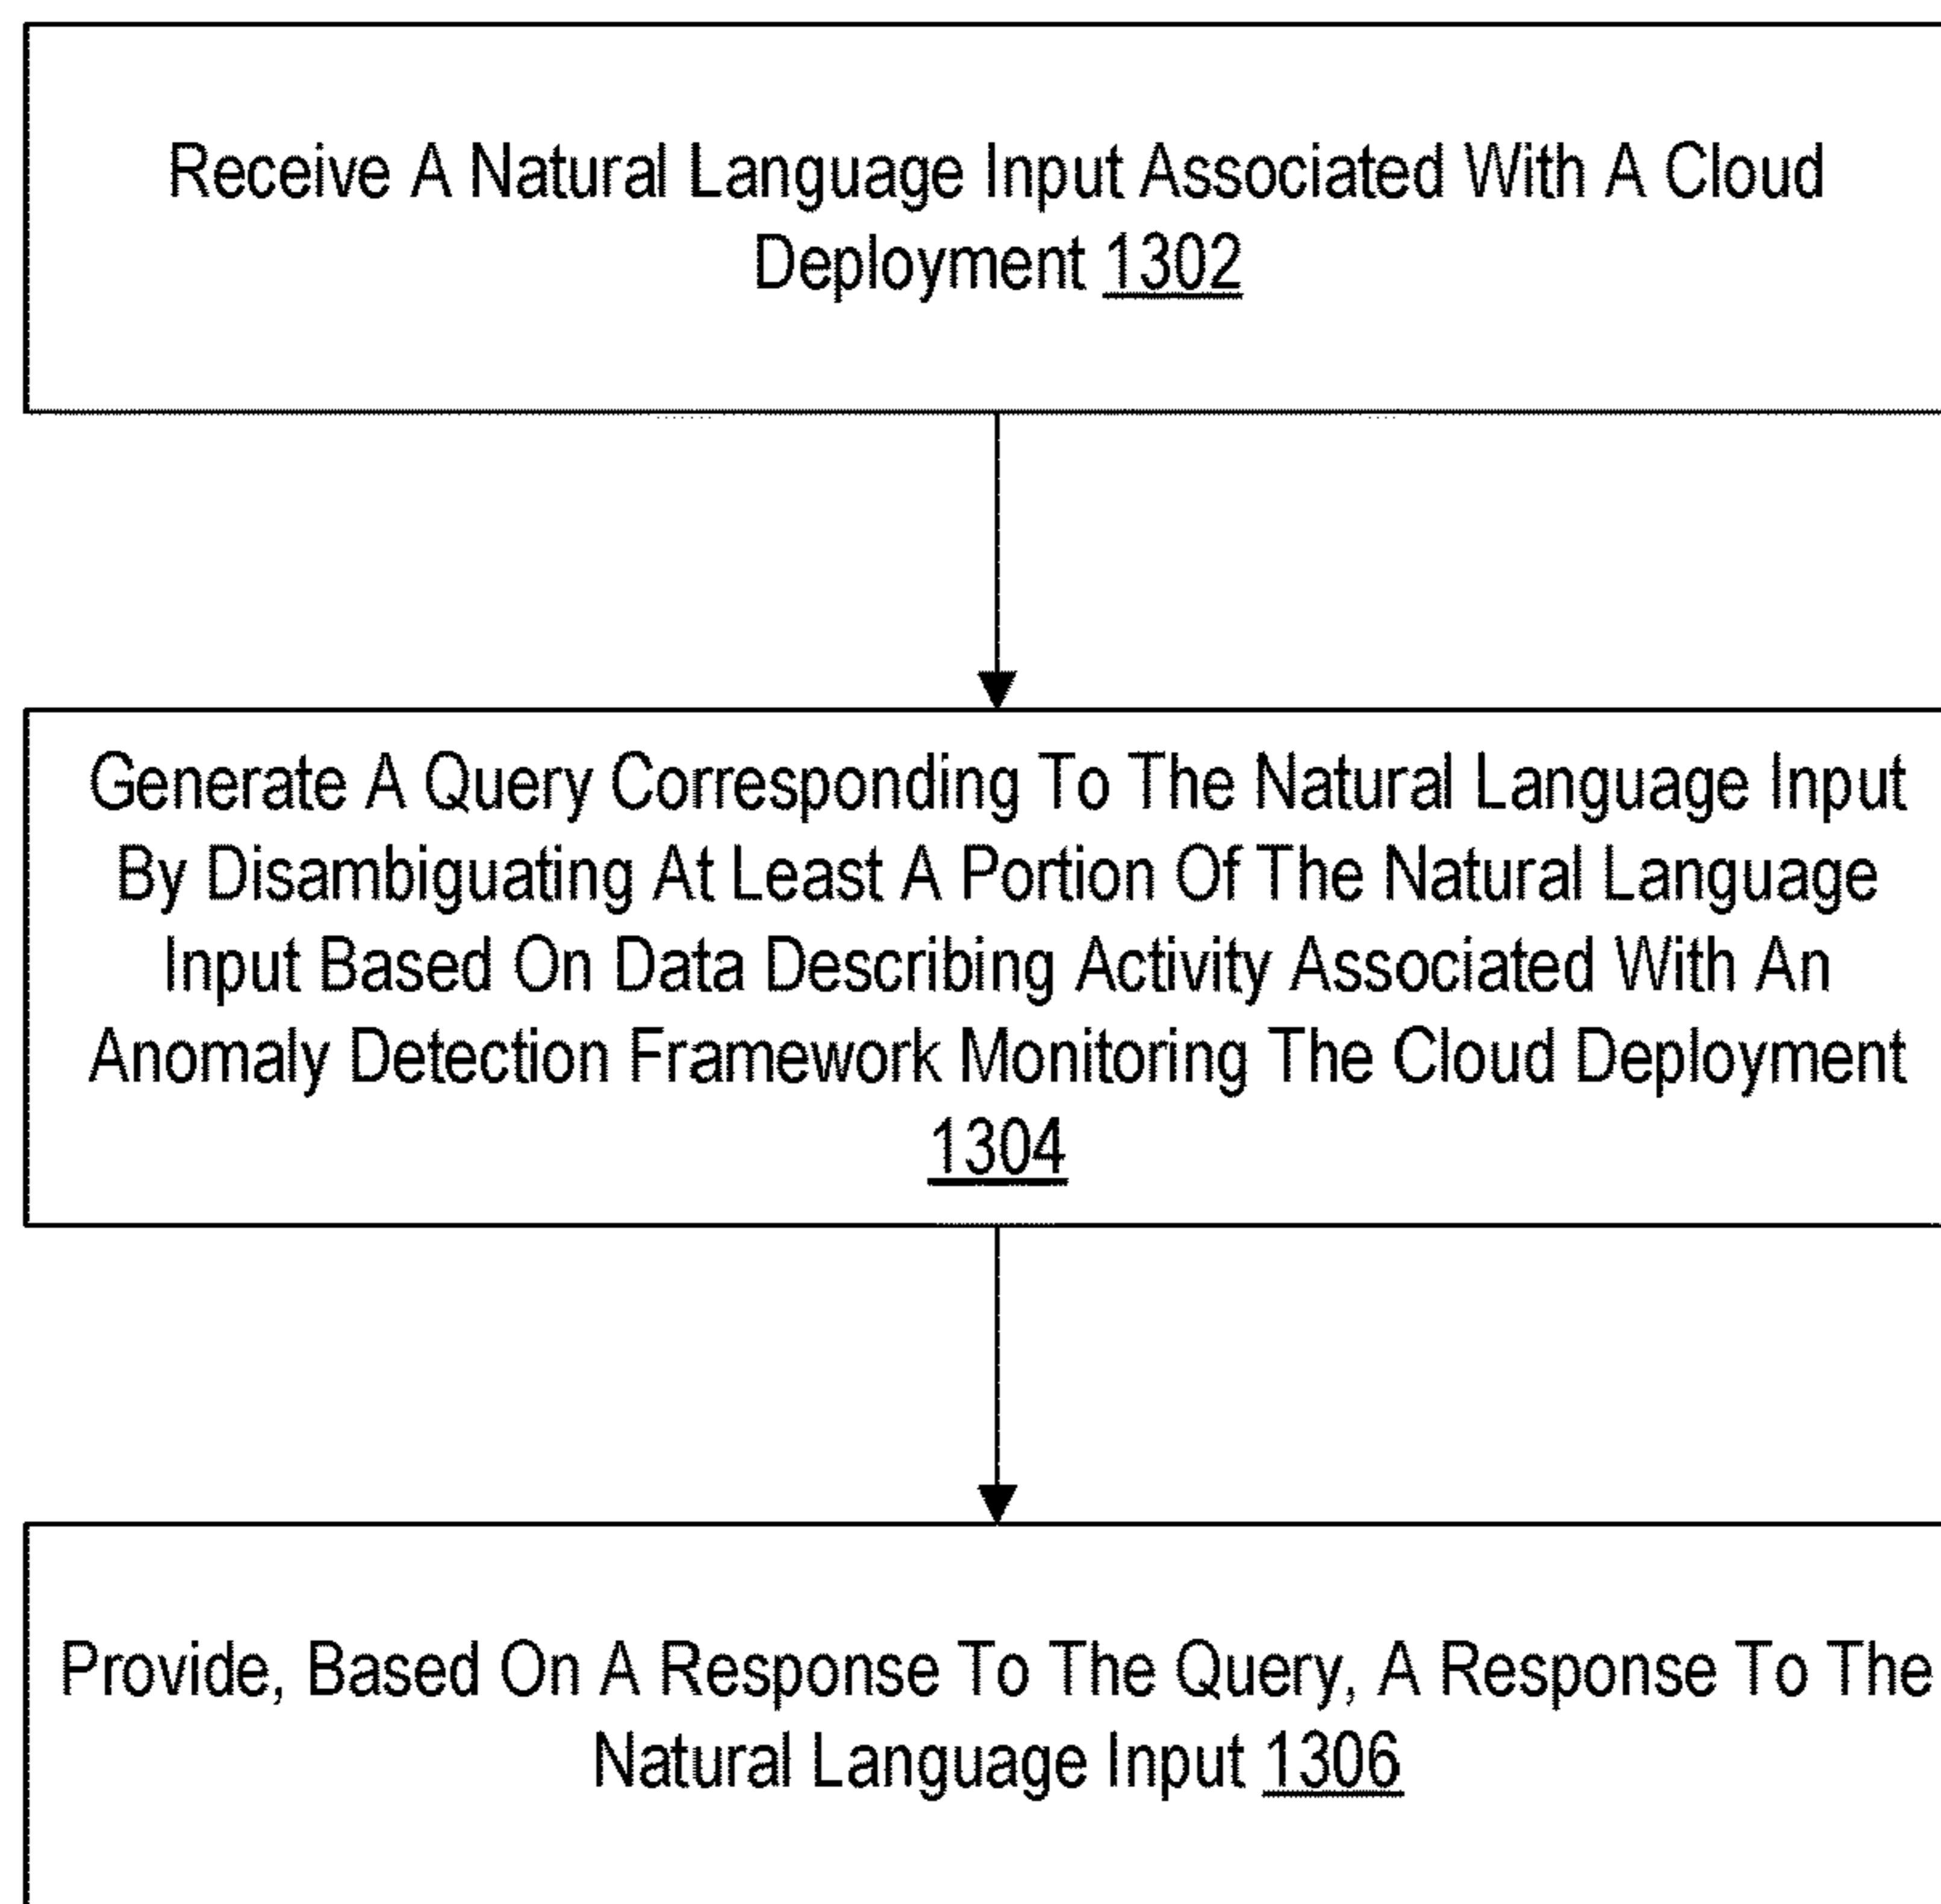 Receive A Natural Language Input Associated With A Cloud
Deployment 1302
Generate A Query Corresponding To The Natural Language Input
By Disambiguating At Least A Portion Of The Natural Language
Input Based On Data Describing Activity Associated With An
Anomaly Detection Framework Monitoring The Cloud Deployment
1304
Provide, Based On A Response To The Query, A Response To The
Natural Language Input 1306